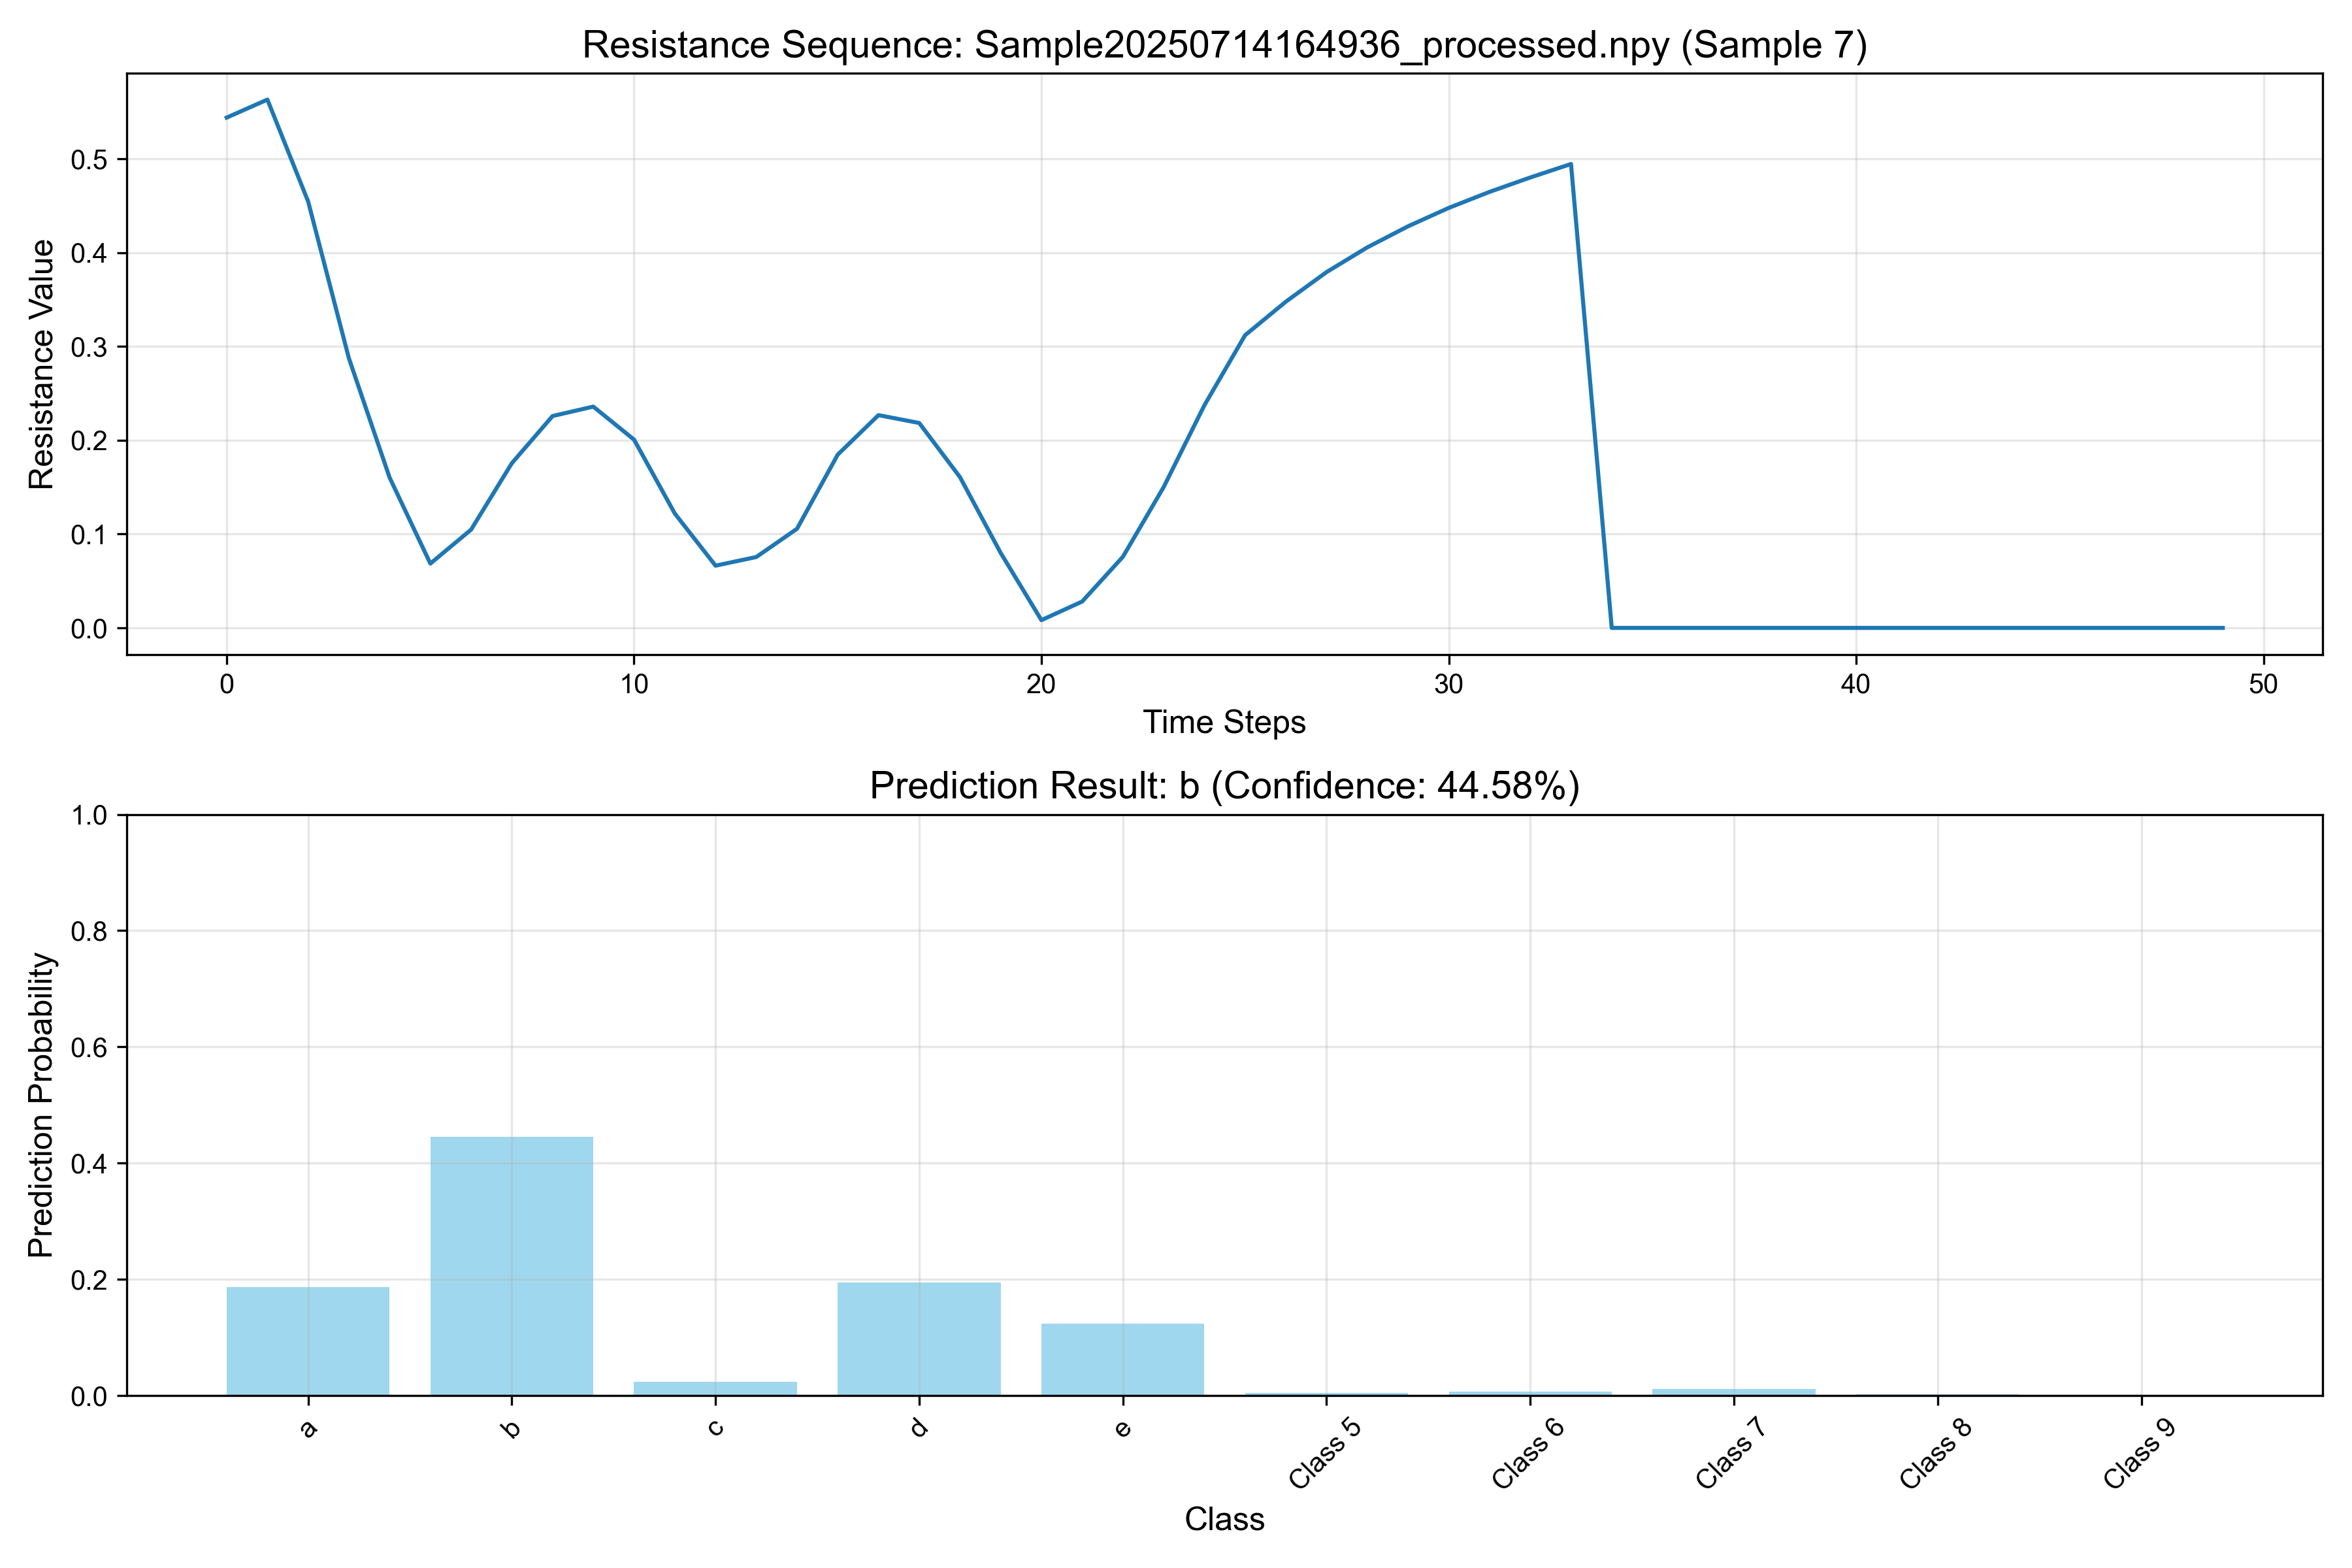 Resistance Sequence: Sample20250714164936_processed.npy (Sample 7)
Resistance Value
0.5
0.4
0.3
0.2
0.1
0.0
0 10 20 30 40 50
Time Steps
Prediction Result: b (Confidence: 44.58%)
Prediction Probability
1.0
0.8
0.6
0.4
0.2
0.0
a b c d e Class 5 Class 6 Class 7 Class 8 Class 9
Class